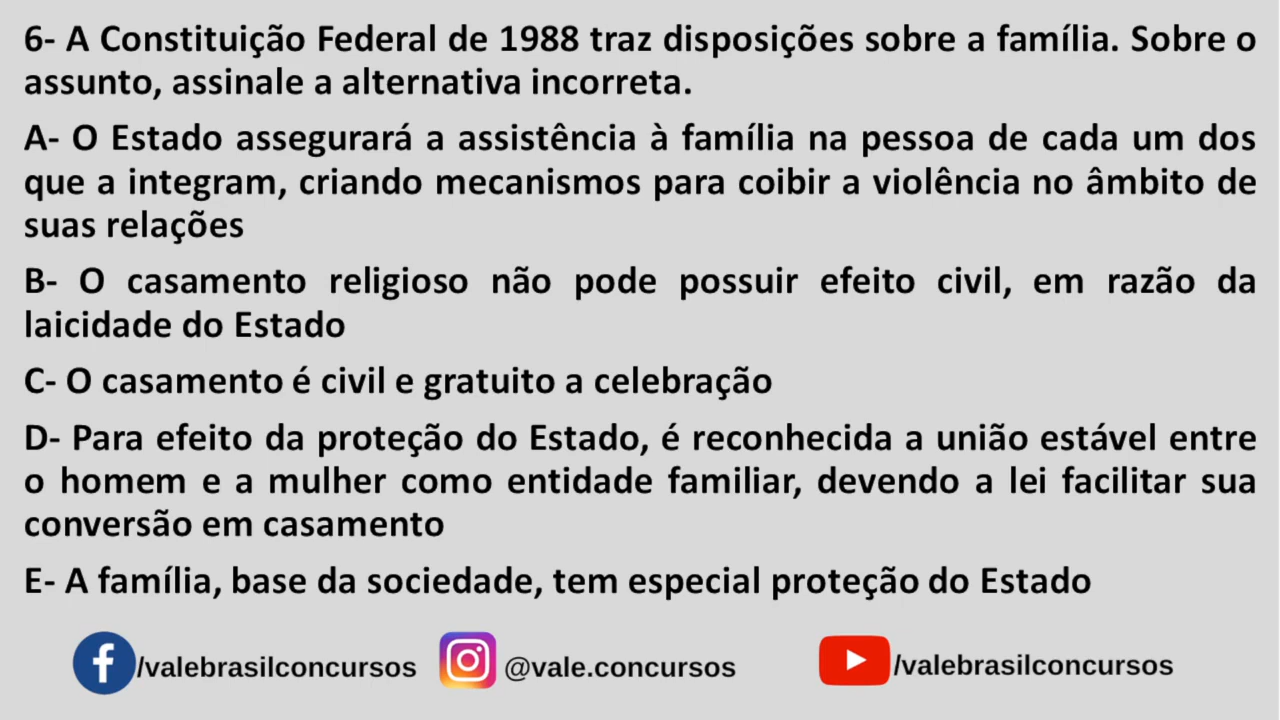 6- A Constituição Federal de 1988 traz disposições sobre a família. Sobre o
assunto, assinale a alternativa incorreta.
A- O Estado assegurará a assistência à família na pessoa de cada um dos
que a integram, criando mecanismos para coibir a violência no âmbito de
suas relações
B- O casamento religioso não pode possuir efeito civil, em razão da
laicidade do Estado
C- O casamento é civil e gratuito a celebração
D- Para efeito da proteção do Estado, é reconhecida a união estável entre
o homem e a mulher como entidade familiar, devendo a lei facilitar sua
conversão em casamento
E- A família, base da sociedade, tem especial proteção do Estado
/valebrasilconcursos @vale.concursos /valebrasilconcursos